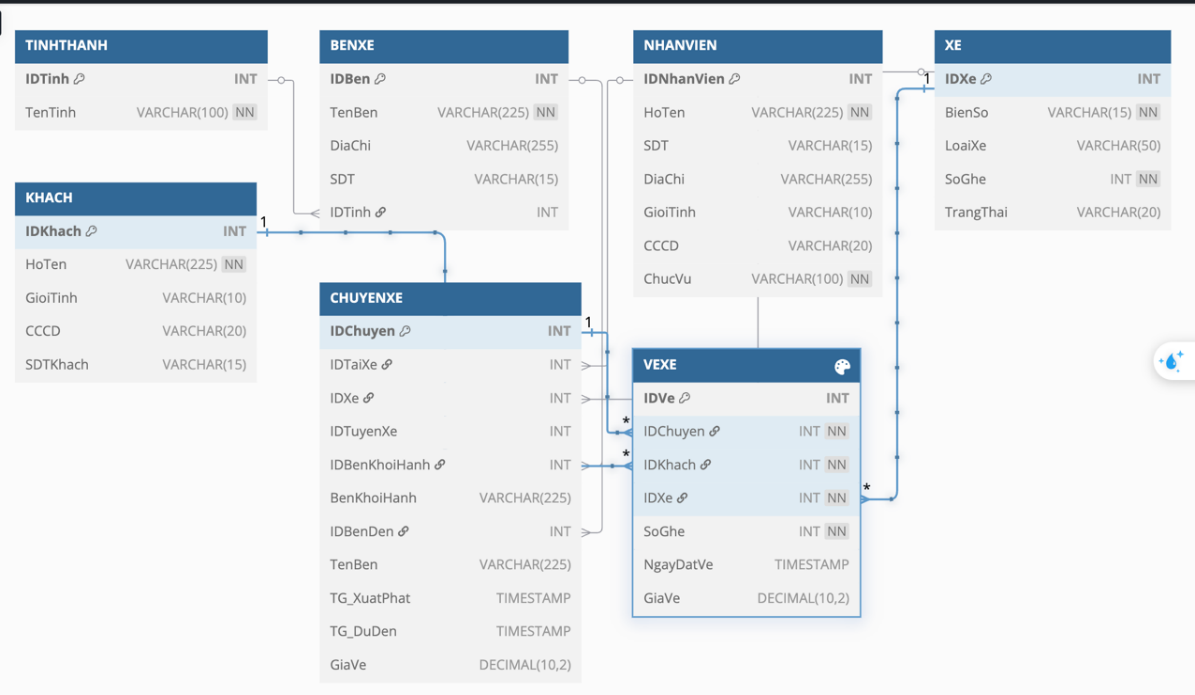 TINHTHANH
IDTinh INT
TenTinh VARCHAR(100) NN
KHACH
IDKhach INT
HoTen VARCHAR(225) NN
GioiTinh VARCHAR(10)
CCCD VARCHAR(20)
SDTKhach VARCHAR(15)
1
BENXE
IDBen INT
TenBen VARCHAR(225) NN
DiaChi VARCHAR(255)
SDT VARCHAR(15)
IDTinh INT
CHUYENXE
IDChuyen INT
IDTaiXe INT
IDXe INT
IDTuyenXe INT
IDBenKhoiHanh INT
BenKhoiHanh VARCHAR(225)
IDBenDen INT
TenBen VARCHAR(225)
TG_XuatPhat TIMESTAMP
TG_DuDen TIMESTAMP
GiaVe DECIMAL(10,2)
1
*
*
NHANVIEN
IDNhanVien INT
HoTen VARCHAR(225) NN
SDT VARCHAR(15)
DiaChi VARCHAR(255)
GioiTinh VARCHAR(10)
CCCD VARCHAR(20)
ChucVu VARCHAR(100) NN
VEXE
IDVe INT
IDChuyen INT NN
IDKhach INT NN
IDXe INT NN
SoGhe INT NN
NgayDatVe TIMESTAMP
GiaVe DECIMAL(10,2)
*
1
XE
IDXe INT
BienSo VARCHAR(15) NN
LoaiXe VARCHAR(50)
SoGhe INT NN
TrangThai VARCHAR(20)